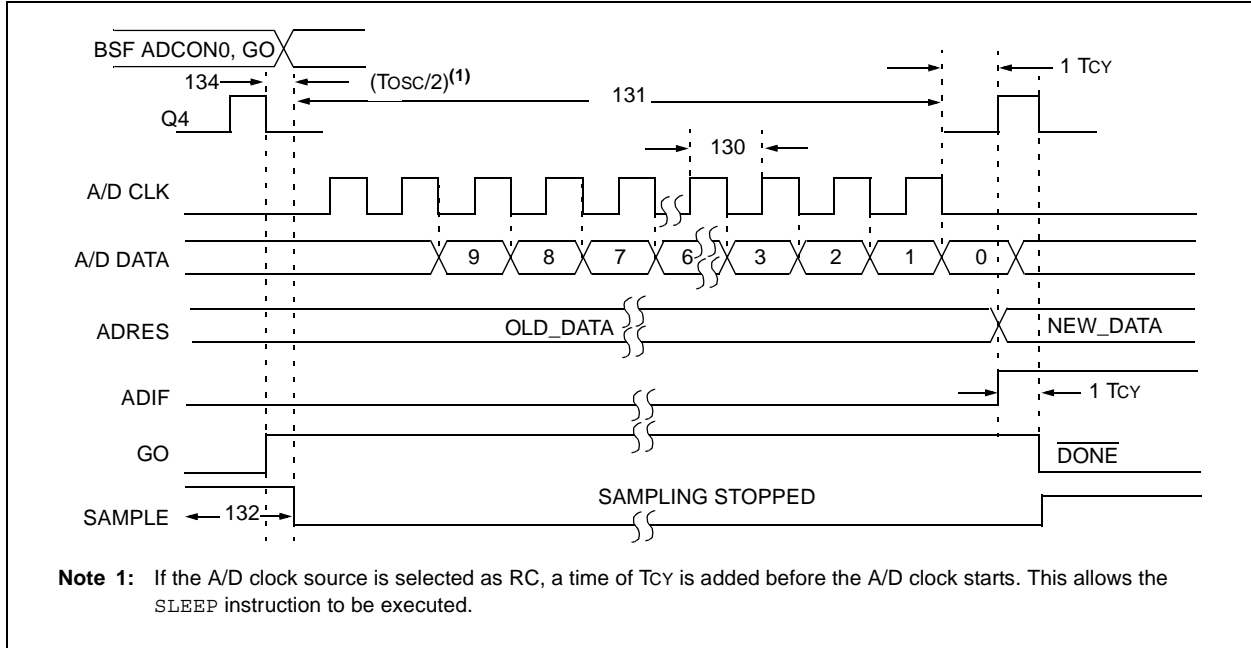 BSF ADCON0, GO
134
(TOSC/2)(1)
131
1 TCY
Q4
130
A/D CLK
A/D DATA
9 8 7 6 3 2 1 0
ADRES
OLD_DATA
NEW_DATA
ADIF
1 TCY
GO
DONE
SAMPLING STOPPED
SAMPLE
132
Note 1: If the A/D clock source is selected as RC, a time of TCY is added before the A/D clock starts. This allows the
SLEEP instruction to be executed.